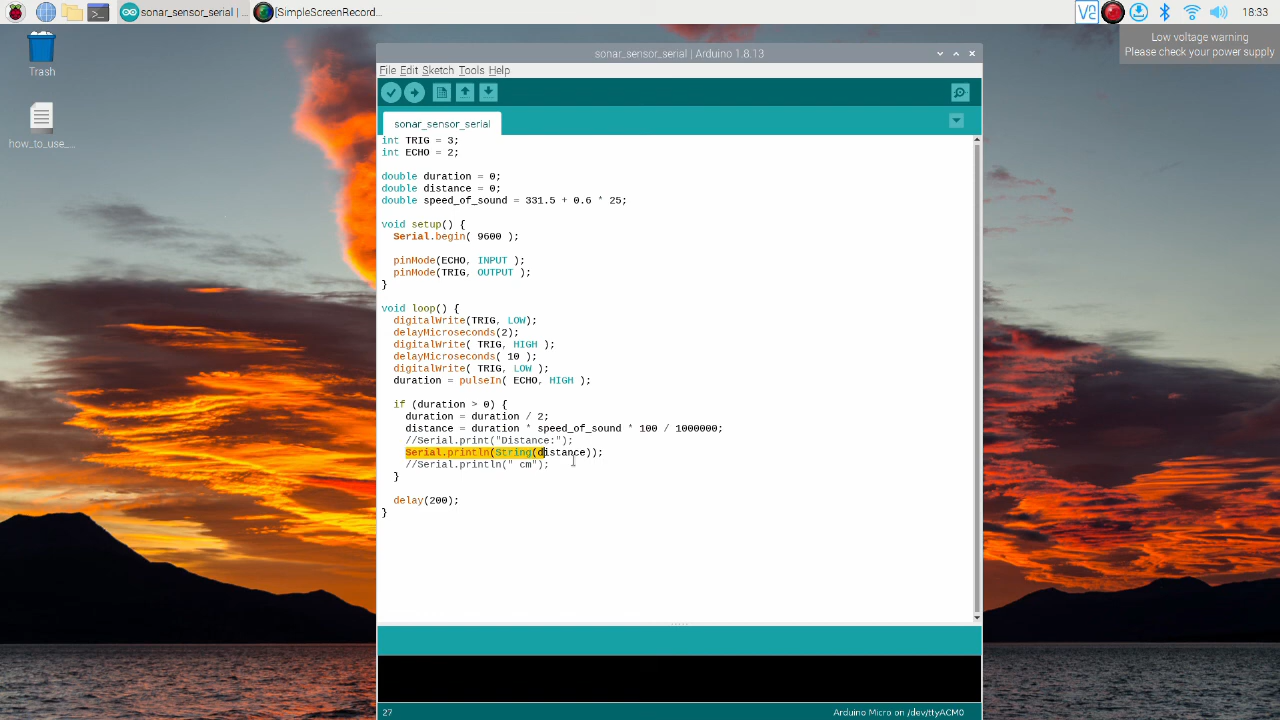 sonar_sensor_serial | ...
[SimpleScreenRecord...
18:33
Low voltage warning
Please check your power supply
Trash
how_to_use_...
sonar_sensor_serial | Arduino 1.8.13
File Edit Sketch Tools Help
sonar_sensor_serial
int TRIG = 3;
int ECHO = 2;
double duration = 0;
double distance = 0;
double speed_of_sound = 331.5 + 0.6 * 25;
void setup() {
Serial.begin( 9600 );
pinMode(ECHO, INPUT );
pinMode(TRIG, OUTPUT );
}
void loop() {
digitalWrite(TRIG, LOW);
delayMicroseconds(2);
digitalWrite( TRIG, HIGH );
delayMicroseconds( 10 );
digitalWrite( TRIG, LOW );
duration = pulseIn( ECHO, HIGH );
if (duration > 0) {
duration = duration / 2;
distance = duration * speed_of_sound * 100 / 1000000;
//Serial.print("Distance:");
Serial.println(String(distance));
//Serial.println(" cm");
}
delay(200);
}
27
Arduino Micro on /dev/ttyACM0